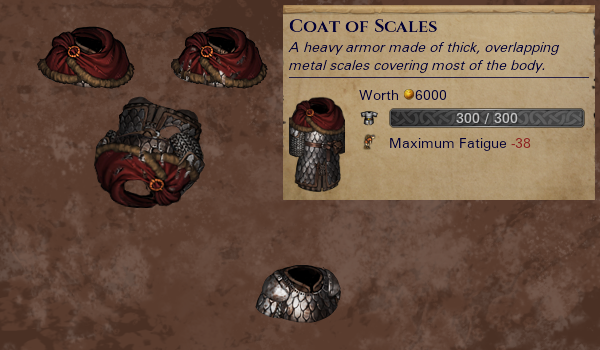 Coat of Scales
A heavy armor made of thick, overlapping
metal scales covering most of the body.
Worth 6000
300 / 300
Maximum Fatigue -38